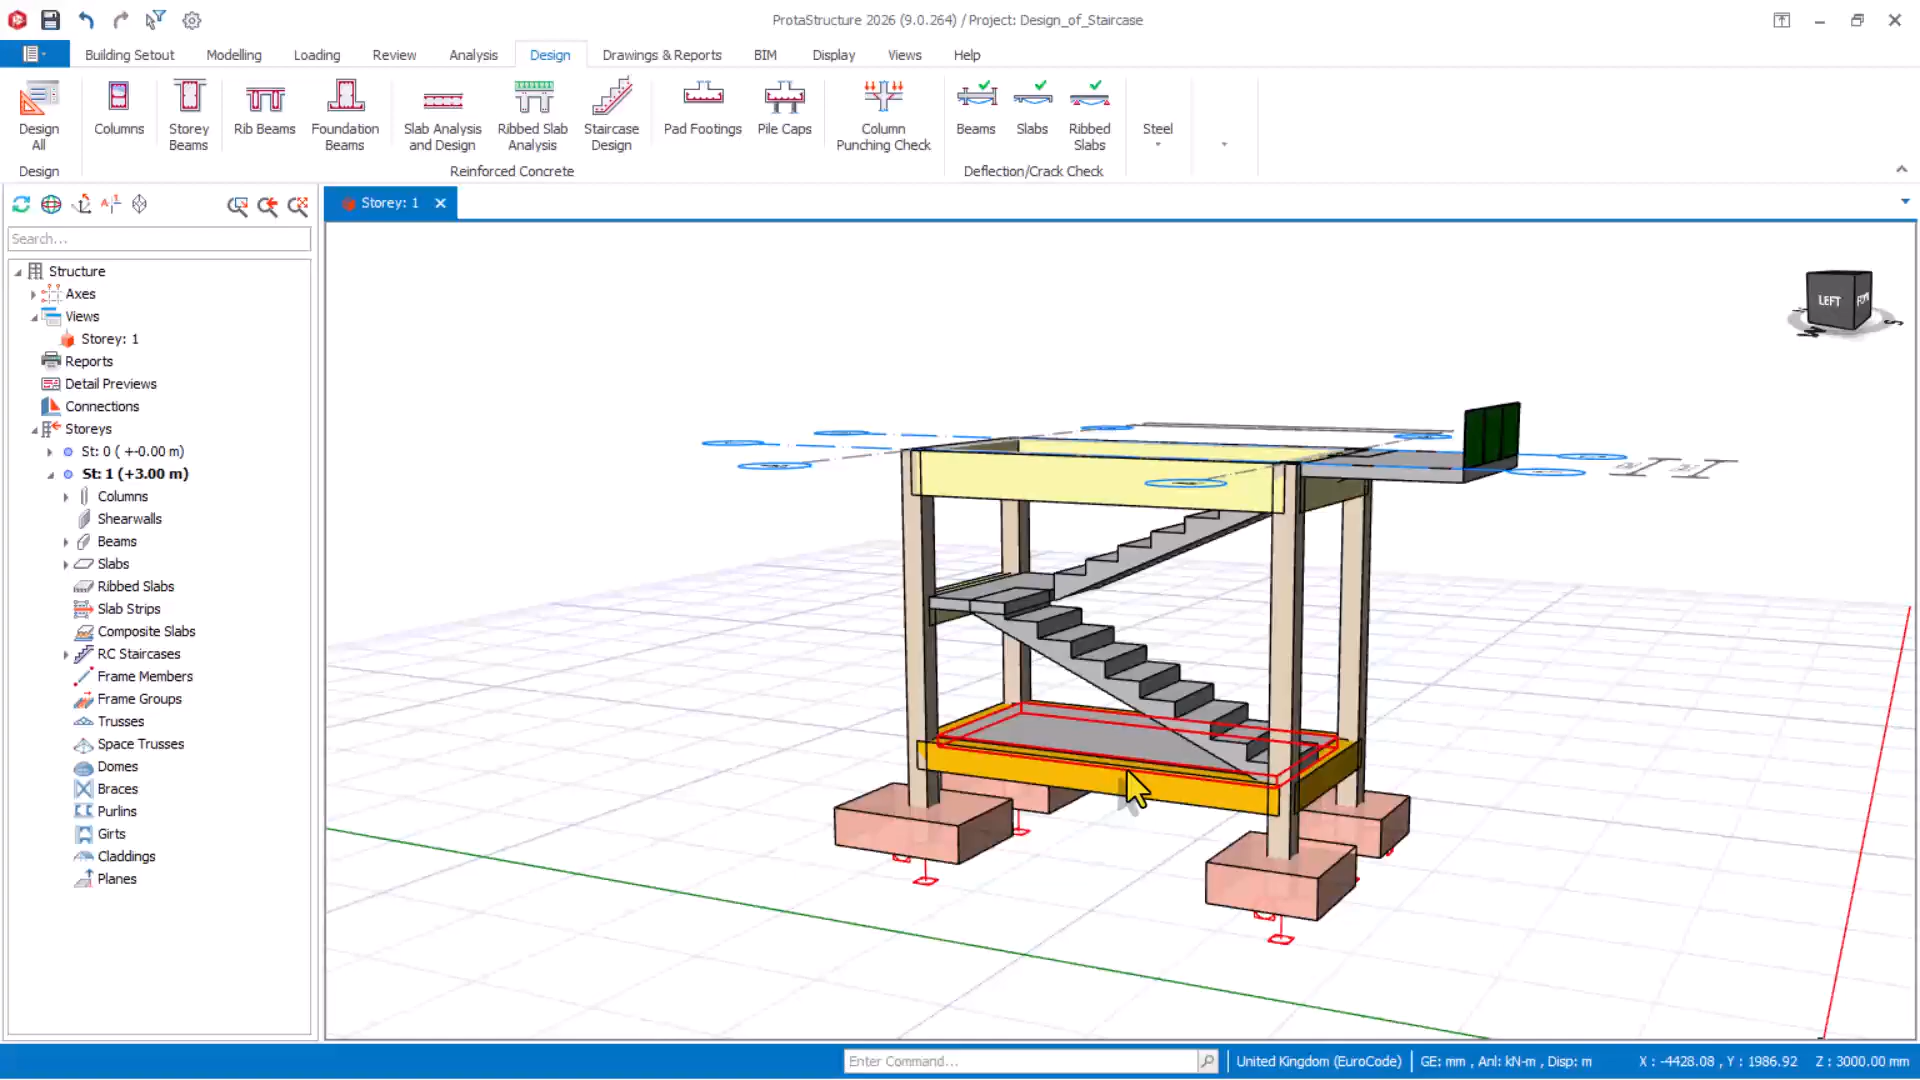 ProtaStructure 2026 (9.0.264) / Project: Design_of_Staircase
Building Setout
Modelling
Loading
Review
Analysis
Design
Drawings & Reports
BIM
Display
Views
Help
Design All
Columns
Storey Beams
Rib Beams
Foundation Beams
Slab Analysis and Design
Ribbed Slab Analysis
Staircase Design
Pad Footings
Pile Caps
Column Punching Check
Beams
Slabs
Ribbed Slabs
Steel
Design
Reinforced Concrete
Deflection/Crack Check
Storey: 1
Search...
Structure
Axes
Views
Storey: 1
Reports
Detail Previews
Connections
Storeys
St: 0 ( +-0.00 m)
St: 1 (+3.00 m)
Columns
Shearwalls
Beams
Slabs
Ribbed Slabs
Slab Strips
Composite Slabs
RC Staircases
Frame Members
Frame Groups
Trusses
Space Trusses
Domes
Braces
Purlins
Girts
Claddings
Planes
LEFT
Enter Command...
United Kingdom (EuroCode)
GE: mm , Anl: kN-m , Disp: m
X : -4428.08 , Y : 1986.92
Z : 3000.00 mm